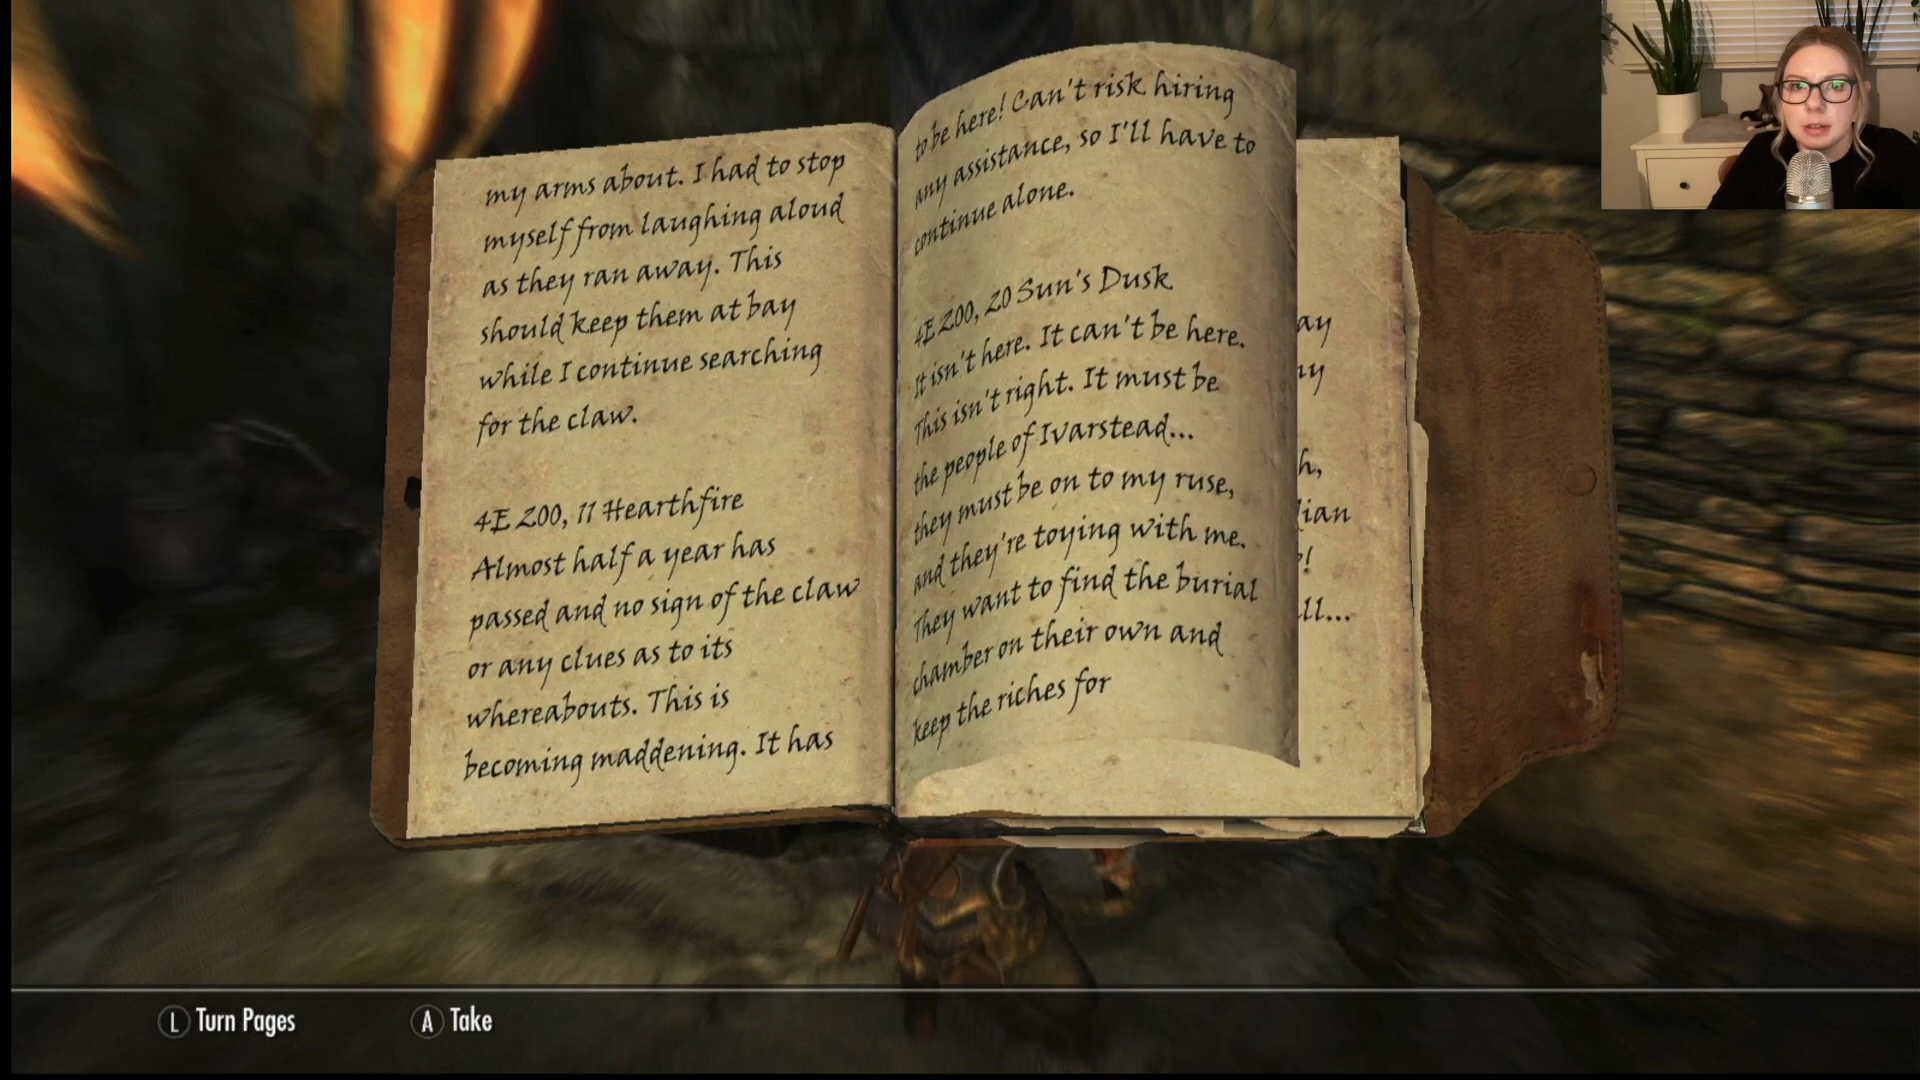 my arms about. I had to stop
myself from laughing aloud
as they ran away. This
should keep them at bay
while I continue searching
for the claw.
4E 200, 11 Hearthfire
Almost half a year has
passed and no sign of the claw
or any clues as to its
whereabouts. This is
becoming maddening. It has
to be here! Can't risk hiring
any assistance, so I'll have to
continue alone.
4E 200, 20 Sun's Dusk
It isn't here. It can't be here.
This isn't right. It must be
the people of Ivarstead...
they must be on to my ruse,
and they're toying with me.
They want to find the burial
chamber on their own and
keep the riches for
L Turn Pages
A Take